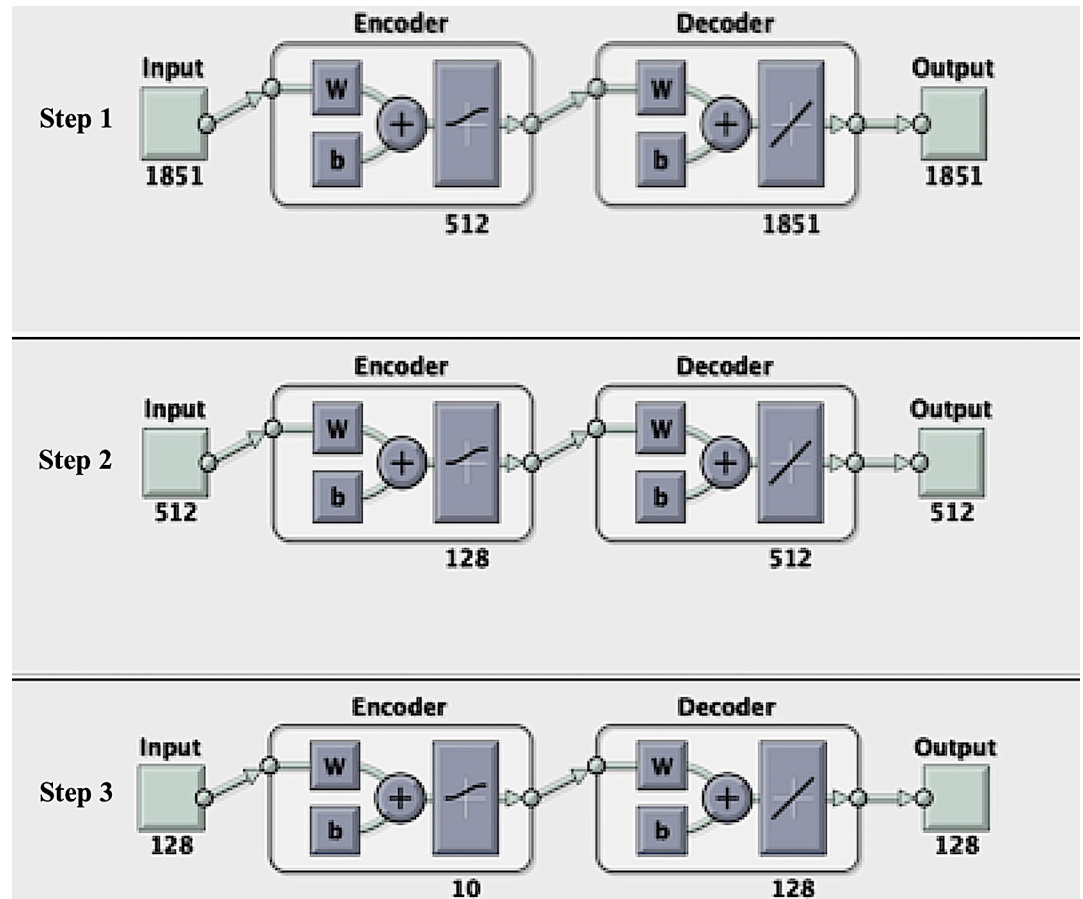 Encoder Decoder
Input Output
Step 1
W W
+ +
b b
1851 1851
512 1851
Encoder Decoder
Input Output
W W
Step 2
+ +
b b
512 512
128 512
Encoder Decoder
Input Output
W W
Step 3
+ +
b b
128 128
10 128